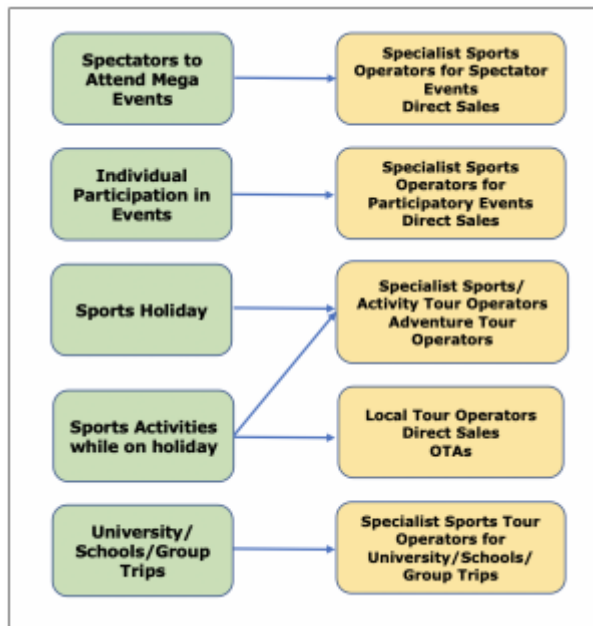 Spectators to
Attend Mega
Events
Specialist Sports
Operators for Spectator
Events
Direct Sales
Individual
Participation in
Events
Specialist Sports
Operators for
Participatory Events
Direct Sales
Sports Holiday
Specialist Sports/
Activity Tour Operators
Adventure Tour
Operators
Sports Activities
while on holiday
Local Tour Operators
Direct Sales
OTAs
University/
Schools/Group
Trips
Specialist Sports Tour
Operators for
University/Schools/
Group Trips